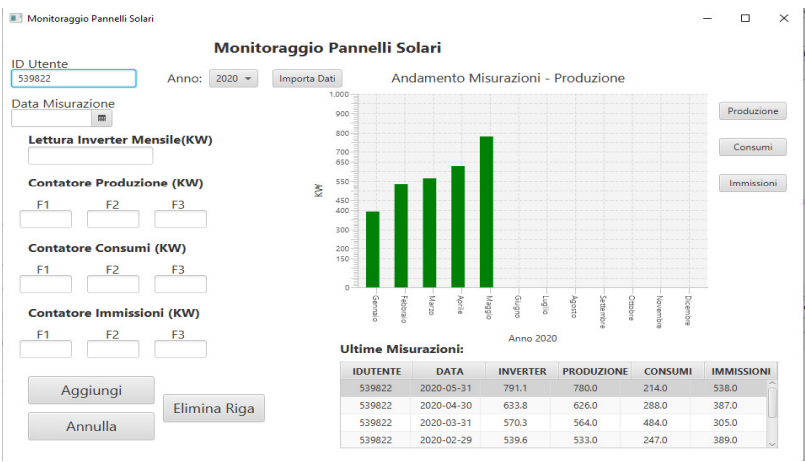 Monitoraggio Pannelli Solari
Monitoraggio Pannelli Solari
ID Utente
539822
Anno: 2020
Importa Dati
Data Misurazione
Lettura Inverter Mensile(KW)
Contatore Produzione (KW)
F1 F2 F3
Contatore Consumi (KW)
F1 F2 F3
Contatore Immissioni (KW)
F1 F2 F3
Aggiungi
Annulla
Elimina Riga
Andamento Misurazioni - Produzione
KW
1.000
900
800
700
650
550
450
400
300
200
150
0
Gennaio
Febbraio
Marzo
Aprile
Maggio
Giugno
Luglio
Agosto
Settembre
Ottobre
Novembre
Dicembre
Anno 2020
Produzione
Consumi
Immissioni
Ultime Misurazioni:
IDUTENTE DATA INVERTER PRODUZIONE CONSUMI IMMISSIONI
539822 2020-05-31 791.1 780.0 214.0 538.0
539822 2020-04-30 633.8 626.0 288.0 387.0
539822 2020-03-31 570.3 564.0 484.0 305.0
539822 2020-02-29 539.6 533.0 247.0 389.0